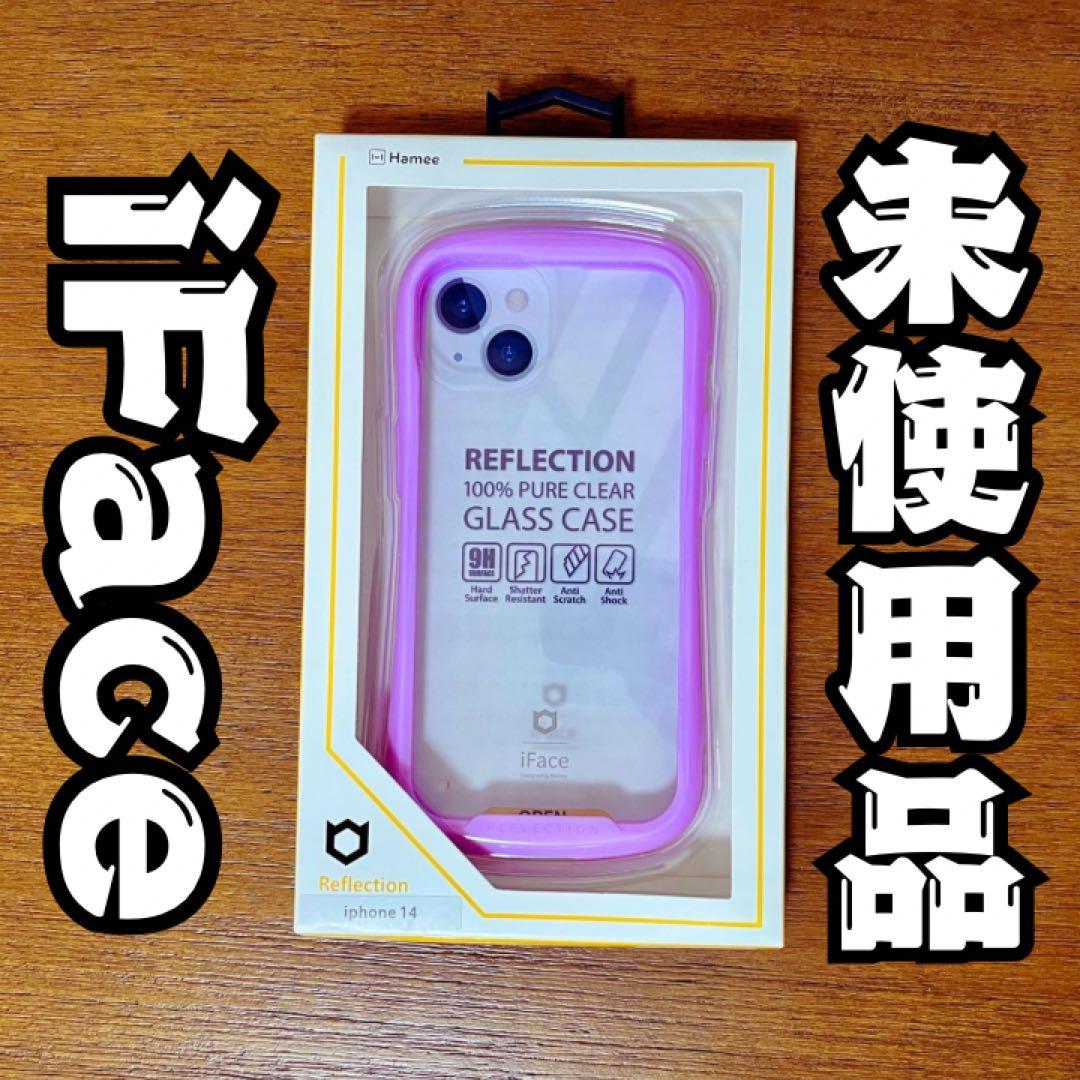 iFace
未使用品
Hamee
REFLECTION
100% PURE CLEAR
GLASS CASE
9H
SURFACE
Hard
Surface
Shatter
Resistant
Anti
Scratch
Anti
Shock
iFace
OPEN
REFLECTION
Reflection
iphone 14